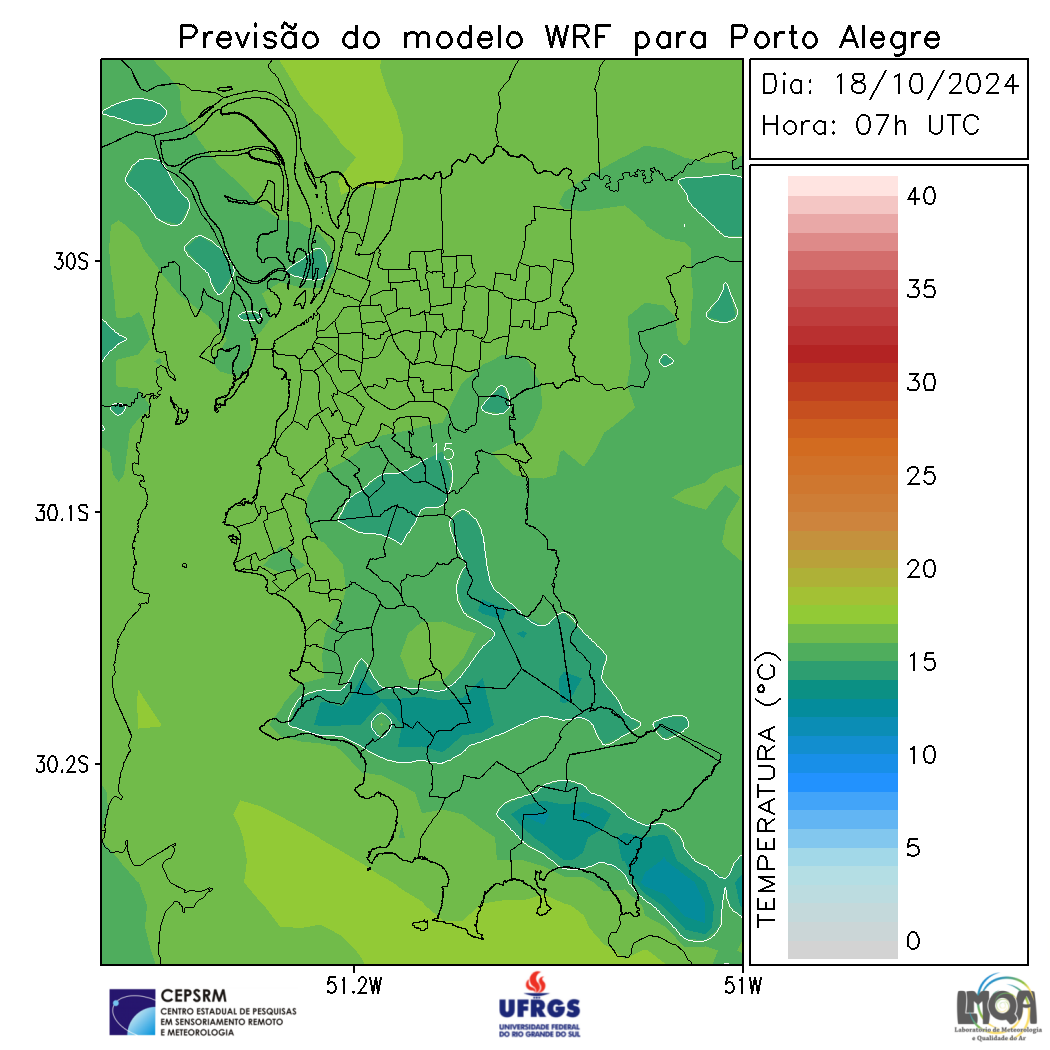 Previsão do modelo WRF para Porto Alegre
Dia: 18/10/2024
Hora: 07h UTC
40
35
30
25
20
15
10
5
0
TEMPERATURA (°C)
30S
30.1S
30.2S
15
51.2W
51W
CEPSRM
CENTRO ESTADUAL DE PESQUISAS
EM SENSORIAMENTO REMOTO
E METEOROLOGIA
UFRGS
UNIVERSIDADE FEDERAL
DO RIO GRANDE DO SUL
LMQA
Laboratório de Meteorologia
e Qualidade do Ar